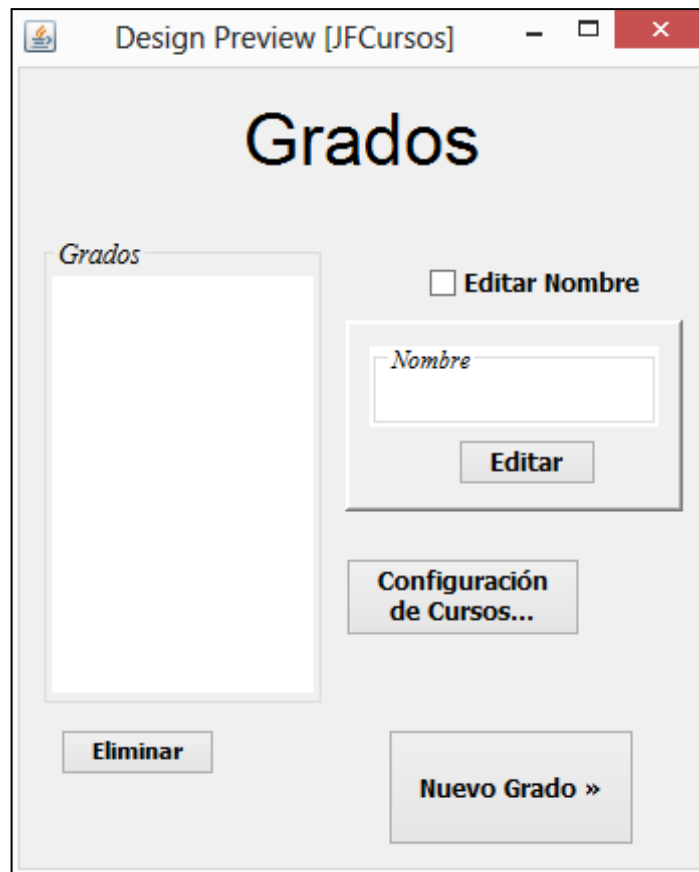 Design Preview [JFCursos]
Grados
Grados
Editar Nombre
Nombre
Editar
Configuración
de Cursos...
Eliminar
Nuevo Grado »